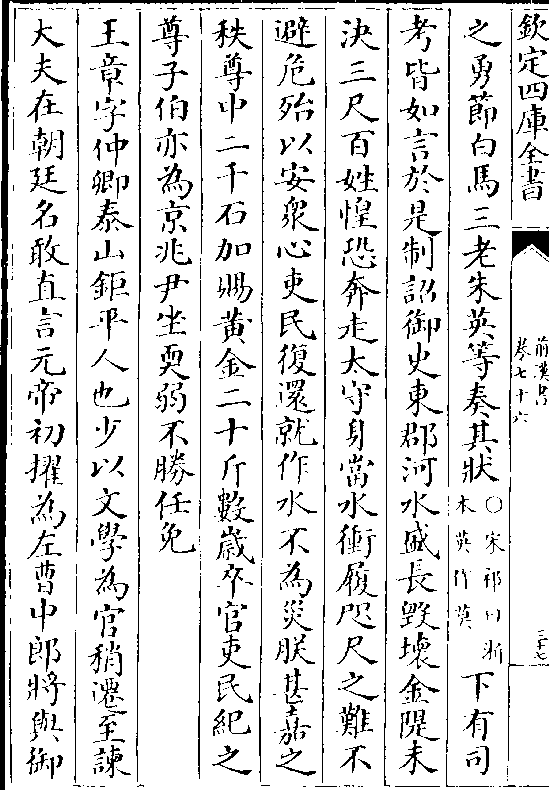 欽定四庫全書
前漢書
卷七十六
三十七
之勇節白馬三老朱英等奏其狀○宋祁曰浙本英作莫下有司
考皆如言於是制詔御史東郡河水盛長毀壞金隄未
決三尺百姓惶恐奔走太守身當水衝履咫尺之難不
避危殆以安衆心吏民復還就作水不為災朕甚嘉之
秩尊中二千石加賜黄金二十斤數歲卒官吏民紀之
尊子伯亦為京兆尹坐耎弱不勝任免
王章字仲卿泰山鉅平人也少以文學為官稍遷至諫
大夫在朝廷名敢直言元帝初擢為左曹中郎將與御